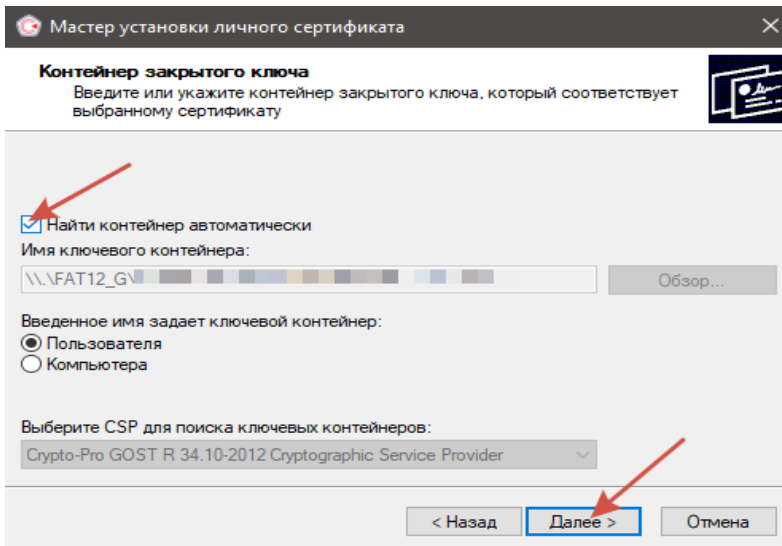 Мастер установки личного сертификата
Контейнер закрытого ключа
Введите или укажите контейнер закрытого ключа, который соответствует
выбранному сертификату
Найти контейнер автоматически
Имя ключевого контейнера:
\\.\FAT12_G\
Обзор...
Введенное имя задает ключевой контейнер:
Пользователя
Компьютера
Выберите CSP для поиска ключевых контейнеров:
Crypto-Pro GOST R 34.10-2012 Cryptographic Service Provider
< Назад
Далее >
Отмена